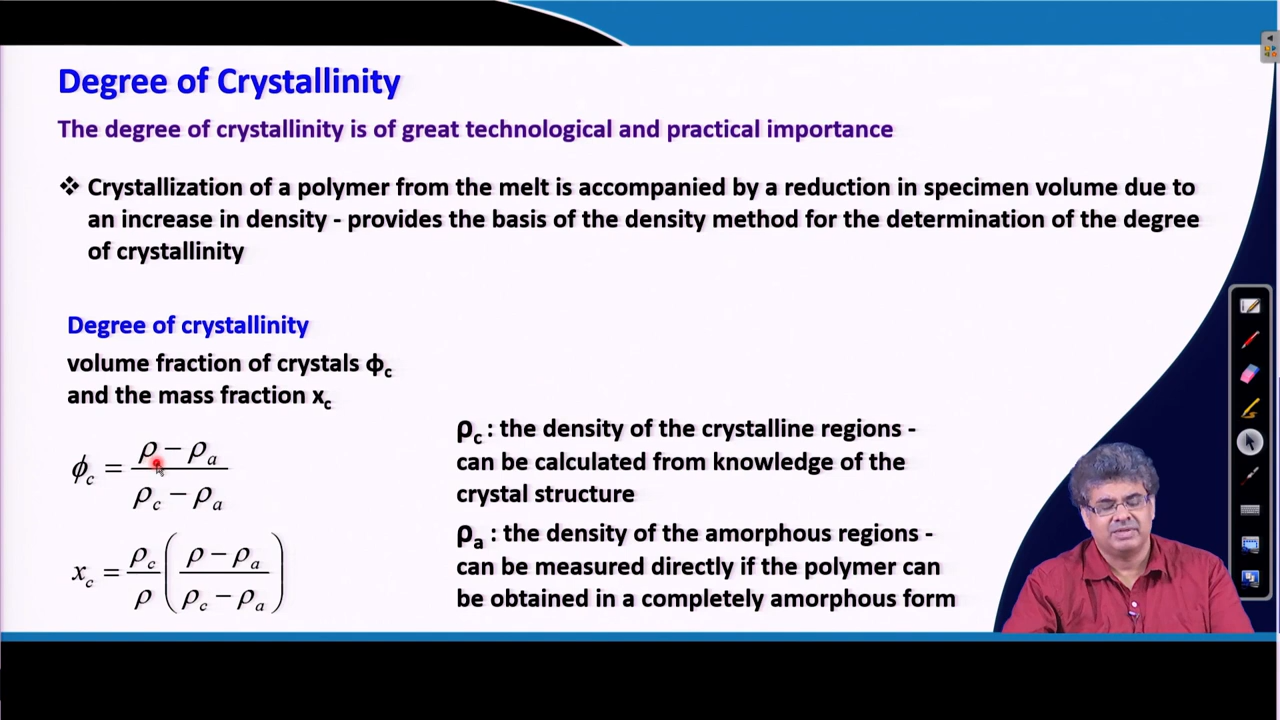 Degree of Crystallinity
The degree of crystallinity is of great technological and practical importance
❖ Crystallization of a polymer from the melt is accompanied by a reduction in specimen volume due to
an increase in density - provides the basis of the density method for the determination of the degree
of crystallinity
Degree of crystallinity
volume fraction of crystals ϕc
and the mass fraction xc
ϕc = (ρ − ρa) / (ρc − ρa)
xc = ρc/ρ ((ρ − ρa) / (ρc − ρa))
ρc : the density of the crystalline regions -
can be calculated from knowledge of the
crystal structure
ρa : the density of the amorphous regions -
can be measured directly if the polymer can
be obtained in a completely amorphous form